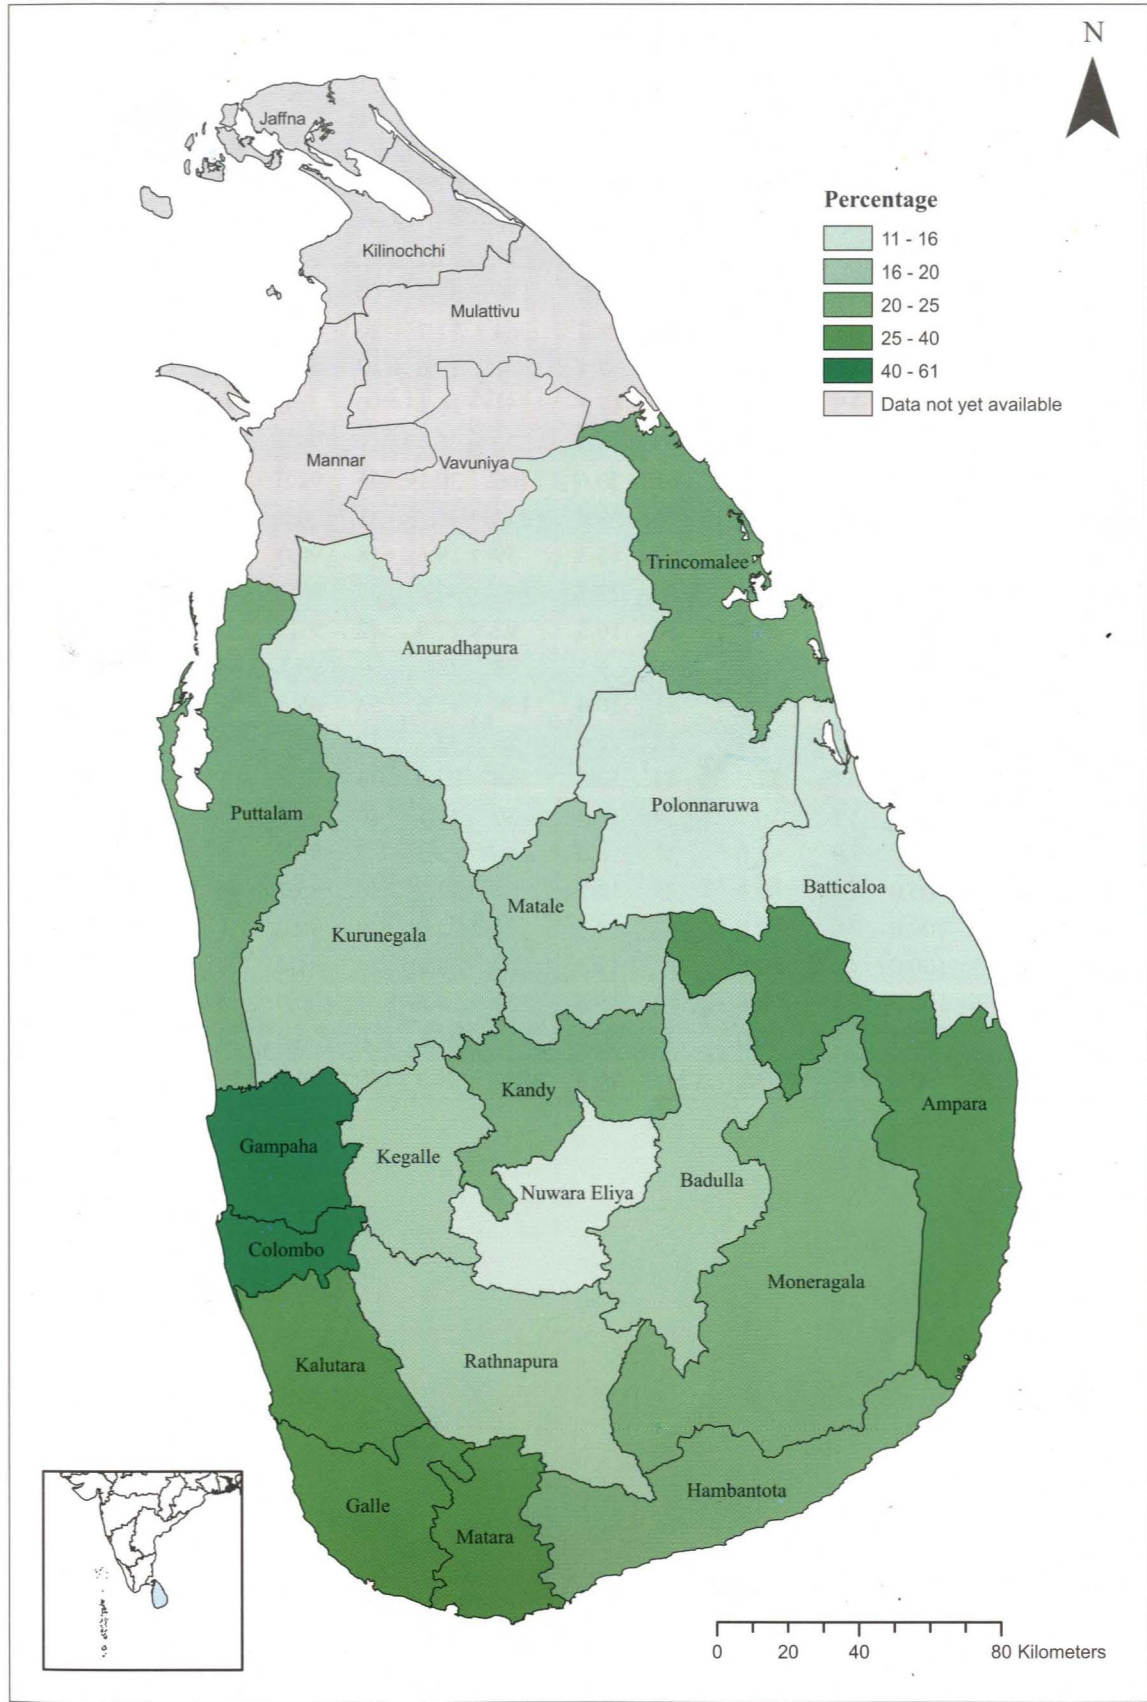 N
Jaffna
Percentage
11 - 16
16 - 20
20 - 25
25 - 40
40 - 61
Data not yet available
Kilinochchi
Mulattivu
Mannar
Vavuniya
Trincomalee
Anuradhapura
Polonnaruwa
Puttalam
Batticaloa
Matale
Kurunegala
Kandy
Ampara
Gampaha
Kegalle
Badulla
Nuwara Eliya
Colombo
Moneragala
Rathnapura
Kalutara
Hambantota
Galle
Matara
0 20 40 80 Kilometers